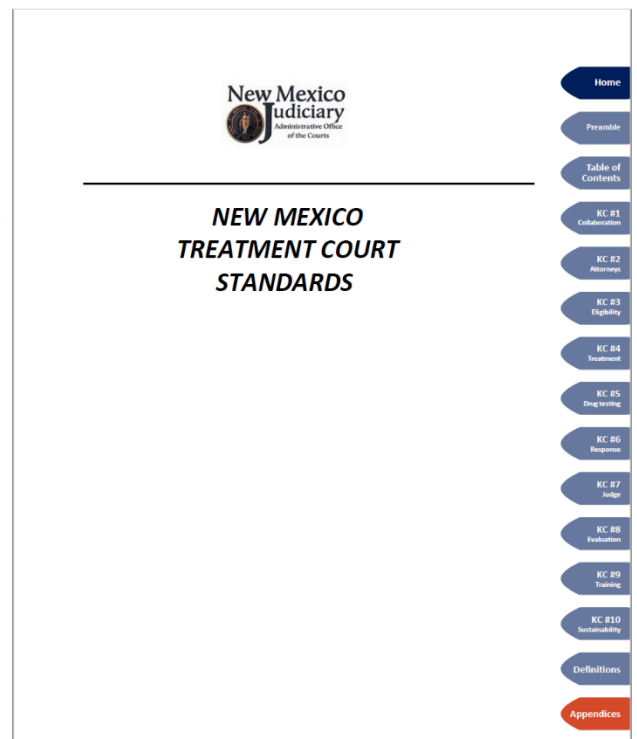 New Mexico
Judiciary
Administrative Office
of the Courts
NEW MEXICO
TREATMENT COURT
STANDARDS
Home
Preamble
Table of
Contents
KC #1
Collaboration
KC #2
Attorneys
KC #3
Eligibility
KC #4
Treatment
KC #5
Drug testing
KC #6
Response
KC #7
Judge
KC #8
Evaluation
KC #9
Training
KC #10
Sustainability
Definitions
Appendices